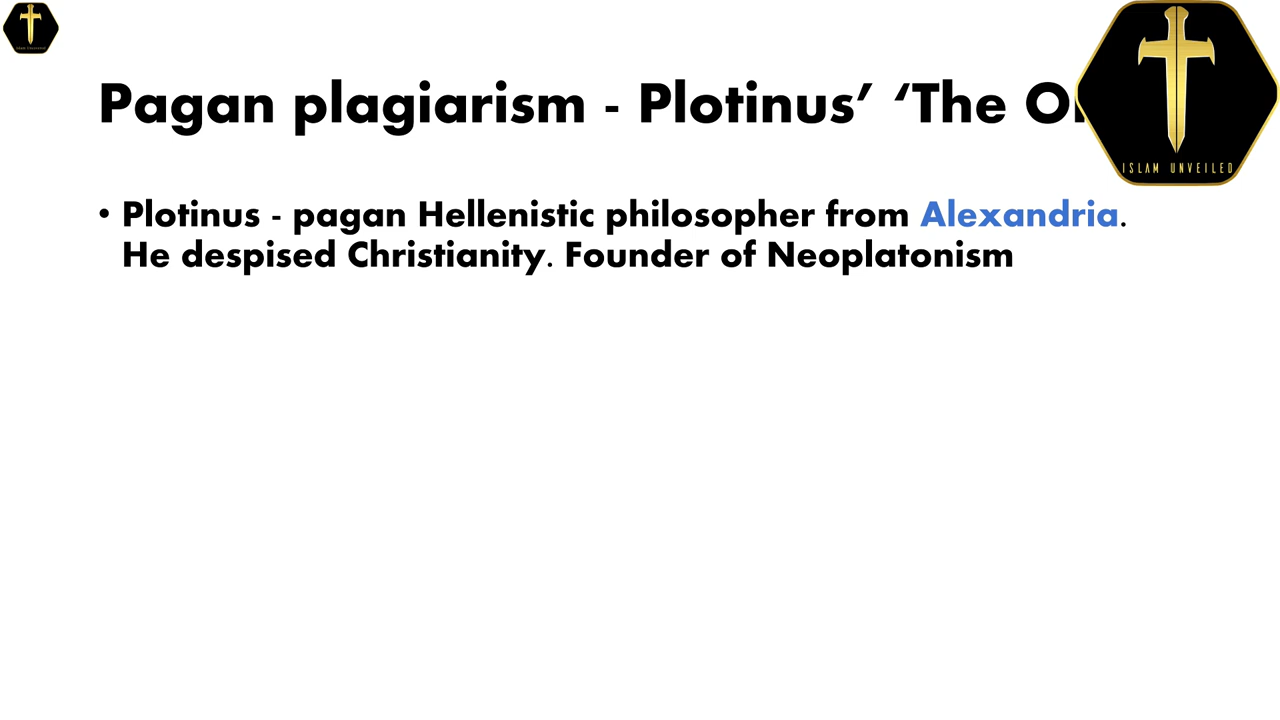 Pagan plagiarism - Plotinus’ ‘The
ISLAM UNVEILED
• Plotinus - pagan Hellenistic philosopher from Alexandria.
He despised Christianity. Founder of Neoplatonism